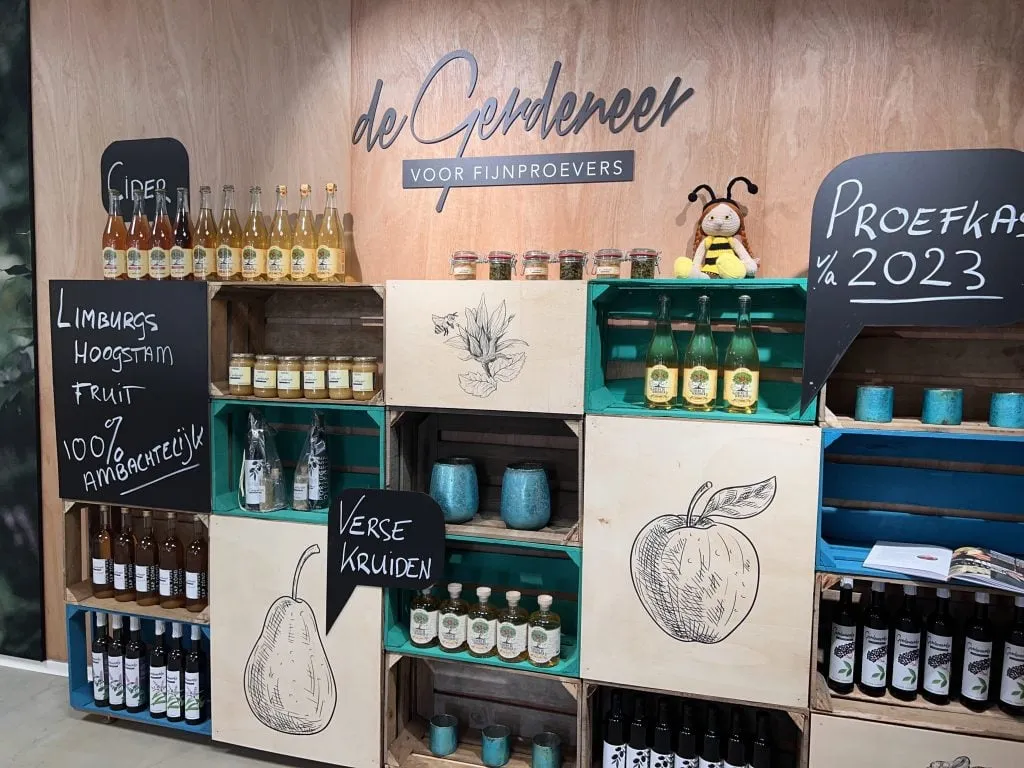 de Gerdeneer
VOOR FIJNPROEVERS
CIDER
PROEFKAS
v/a 2023
LIMBURGS
HOOGSTAM
FRUIT
100%
AMBACHTELIJK
VERSE
KRUIDEN